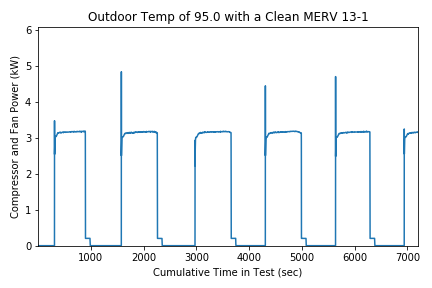 Outdoor Temp of 95.0 with a Clean MERV 13-1
Compressor and Fan Power (kW)
6
5
4
3
2
1
0
1000 2000 3000 4000 5000 6000 7000
Cumulative Time in Test (sec)